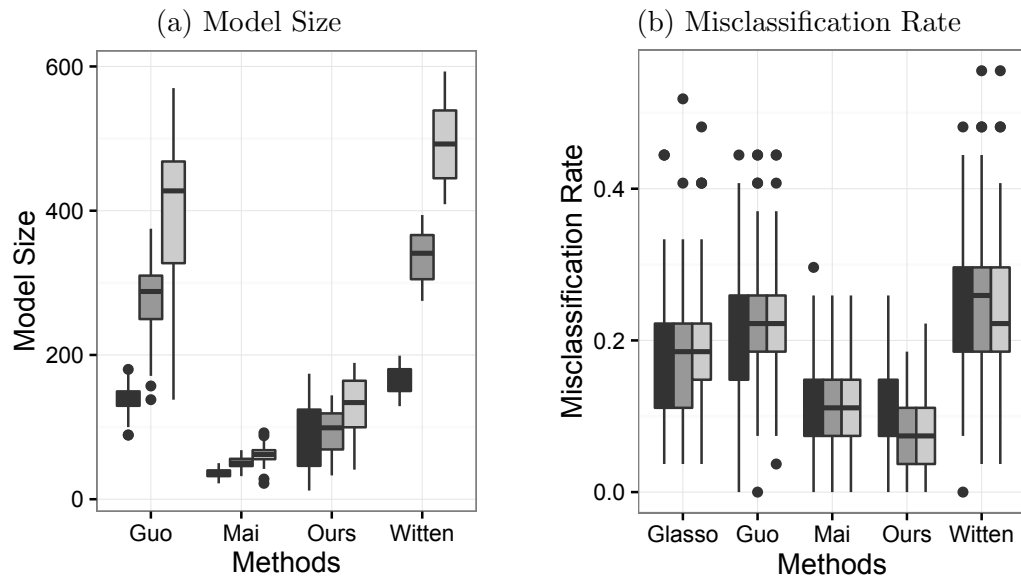 (a) Model Size
600
400
200
0
Model Size
Guo Mai Ours Witten
Methods
(b) Misclassification Rate
0.4
0.2
0.0
Misclassification Rate
Glasso Guo Mai Ours Witten
Methods